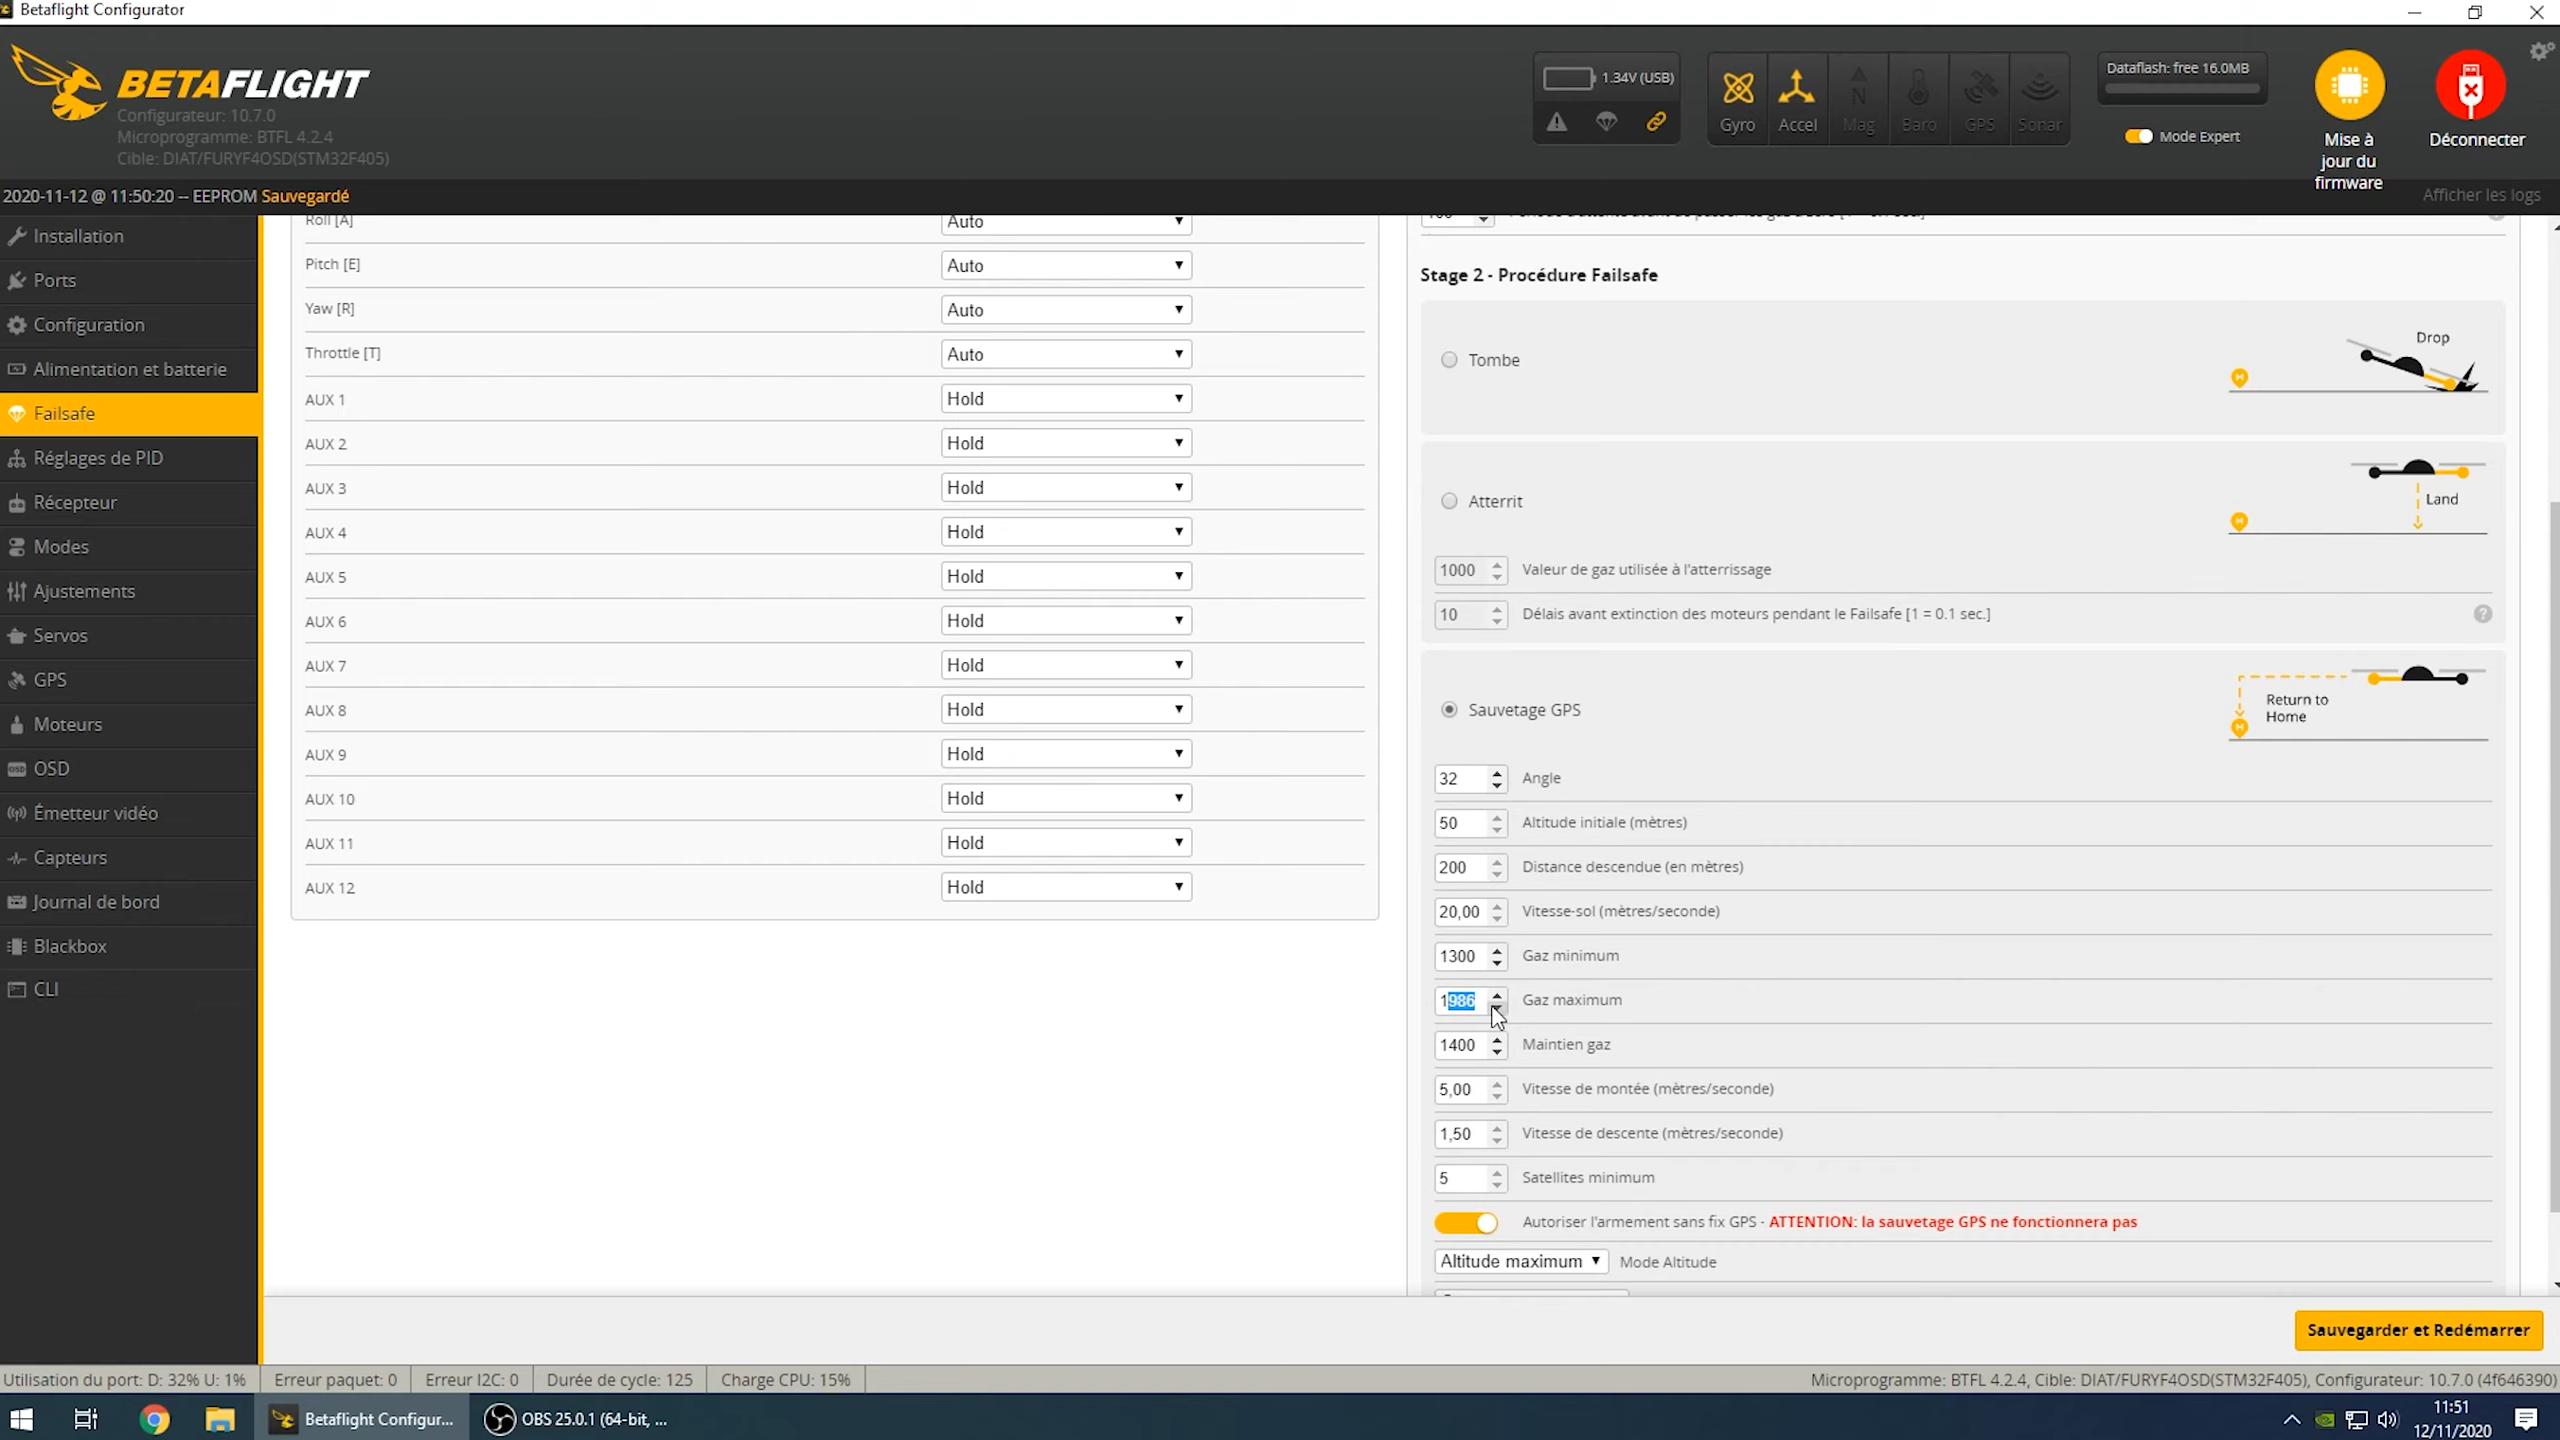 Betaflight Configurator
BETAFLIGHT
Configurateur: 10.7.0
Microprogramme: BTFL 4.2.4
Cible: DIAT/FURYF4OSD(STM32F405)
1.34V (USB)
Gyro
Accel
Mag
Baro
GPS
Sonar
Dataflash: free 16.0MB
Mode Expert
Mise à
jour du
firmware
Déconnecter
2020-11-12 @ 11:50:20 -- EEPROM Sauvegardé
Afficher les logs
Installation
Ports
Configuration
Alimentation et batterie
Failsafe
Réglages de PID
Récepteur
Modes
Ajustements
Servos
GPS
Moteurs
OSD
Émetteur vidéo
Capteurs
Journal de bord
Blackbox
CLI
Roll [A] Auto
Pitch [E] Auto
Yaw [R] Auto
Throttle [T] Auto
AUX 1 Hold
AUX 2 Hold
AUX 3 Hold
AUX 4 Hold
AUX 5 Hold
AUX 6 Hold
AUX 7 Hold
AUX 8 Hold
AUX 9 Hold
AUX 10 Hold
AUX 11 Hold
AUX 12 Hold
Stage 2 - Procédure Failsafe
Tombe
Drop
Atterrit
Land
1000 Valeur de gaz utilisée à l'atterrissage
10 Délais avant extinction des moteurs pendant le Failsafe [1 = 0.1 sec.]
Sauvetage GPS
Return to
Home
32 Angle
50 Altitude initiale (mètres)
200 Distance descendue (en mètres)
20,00 Vitesse-sol (mètres/seconde)
1300 Gaz minimum
1986 Gaz maximum
1400 Maintien gaz
5,00 Vitesse de montée (mètres/seconde)
1,50 Vitesse de descente (mètres/seconde)
5 Satellites minimum
Autoriser l'armement sans fix GPS - ATTENTION: la sauvetage GPS ne fonctionnera pas
Altitude maximum Mode Altitude
Sauvegarder et Redémarrer
Utilisation du port: D: 32% U: 1% Erreur paquet: 0 Erreur I2C: 0 Durée de cycle: 125 Charge CPU: 15% Microprogramme: BTFL 4.2.4, Cible: DIAT/FURYF4OSD(STM32F405), Configurateur: 10.7.0 (4f646390)
Betaflight Configur...
OBS 25.0.1 (64-bit, ...
11:51
12/11/2020